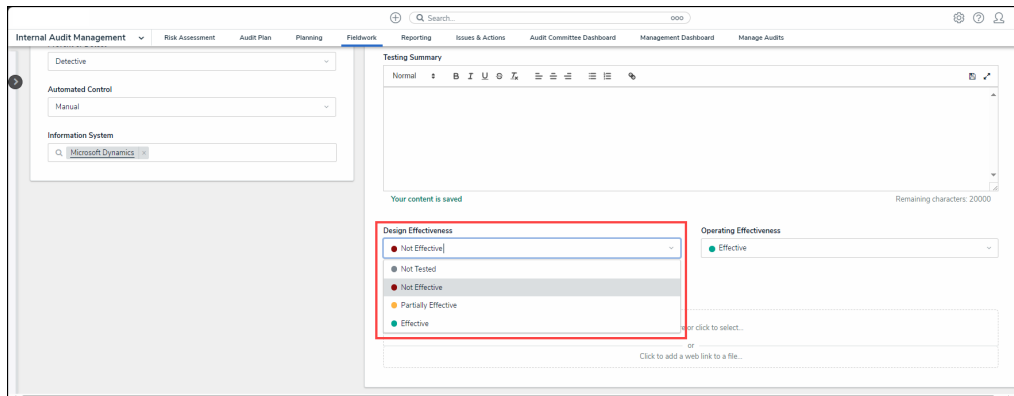 Search...
Internal Audit Management
Risk Assessment
Audit Plan
Planning
Fieldwork
Reporting
Issues & Actions
Audit Committee Dashboard
Management Dashboard
Manage Audits
Detective
Automated Control
Manual
Information System
Microsoft Dynamics ×
Testing Summary
Normal
B I U
Your content is saved
Remaining characters: 20000
Design Effectiveness
Not Effective
Not Tested
Not Effective
Partially Effective
Effective
Operating Effectiveness
Effective
or click to select...
or
Click to add a web link to a file...